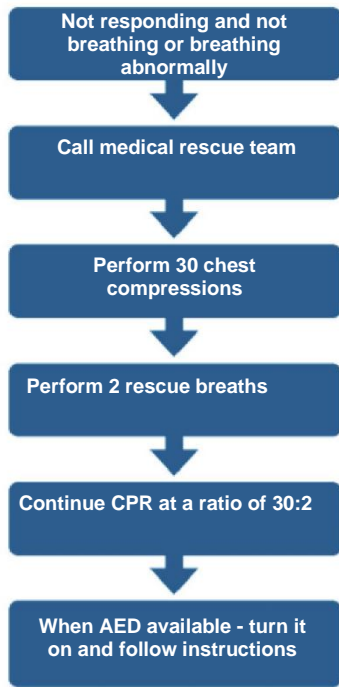 Not responding and not
breathing or breathing
abnormally
Call medical rescue team
Perform 30 chest
compressions
Perform 2 rescue breaths
Continue CPR at a ratio of 30:2
When AED available - turn it
on and follow instructions